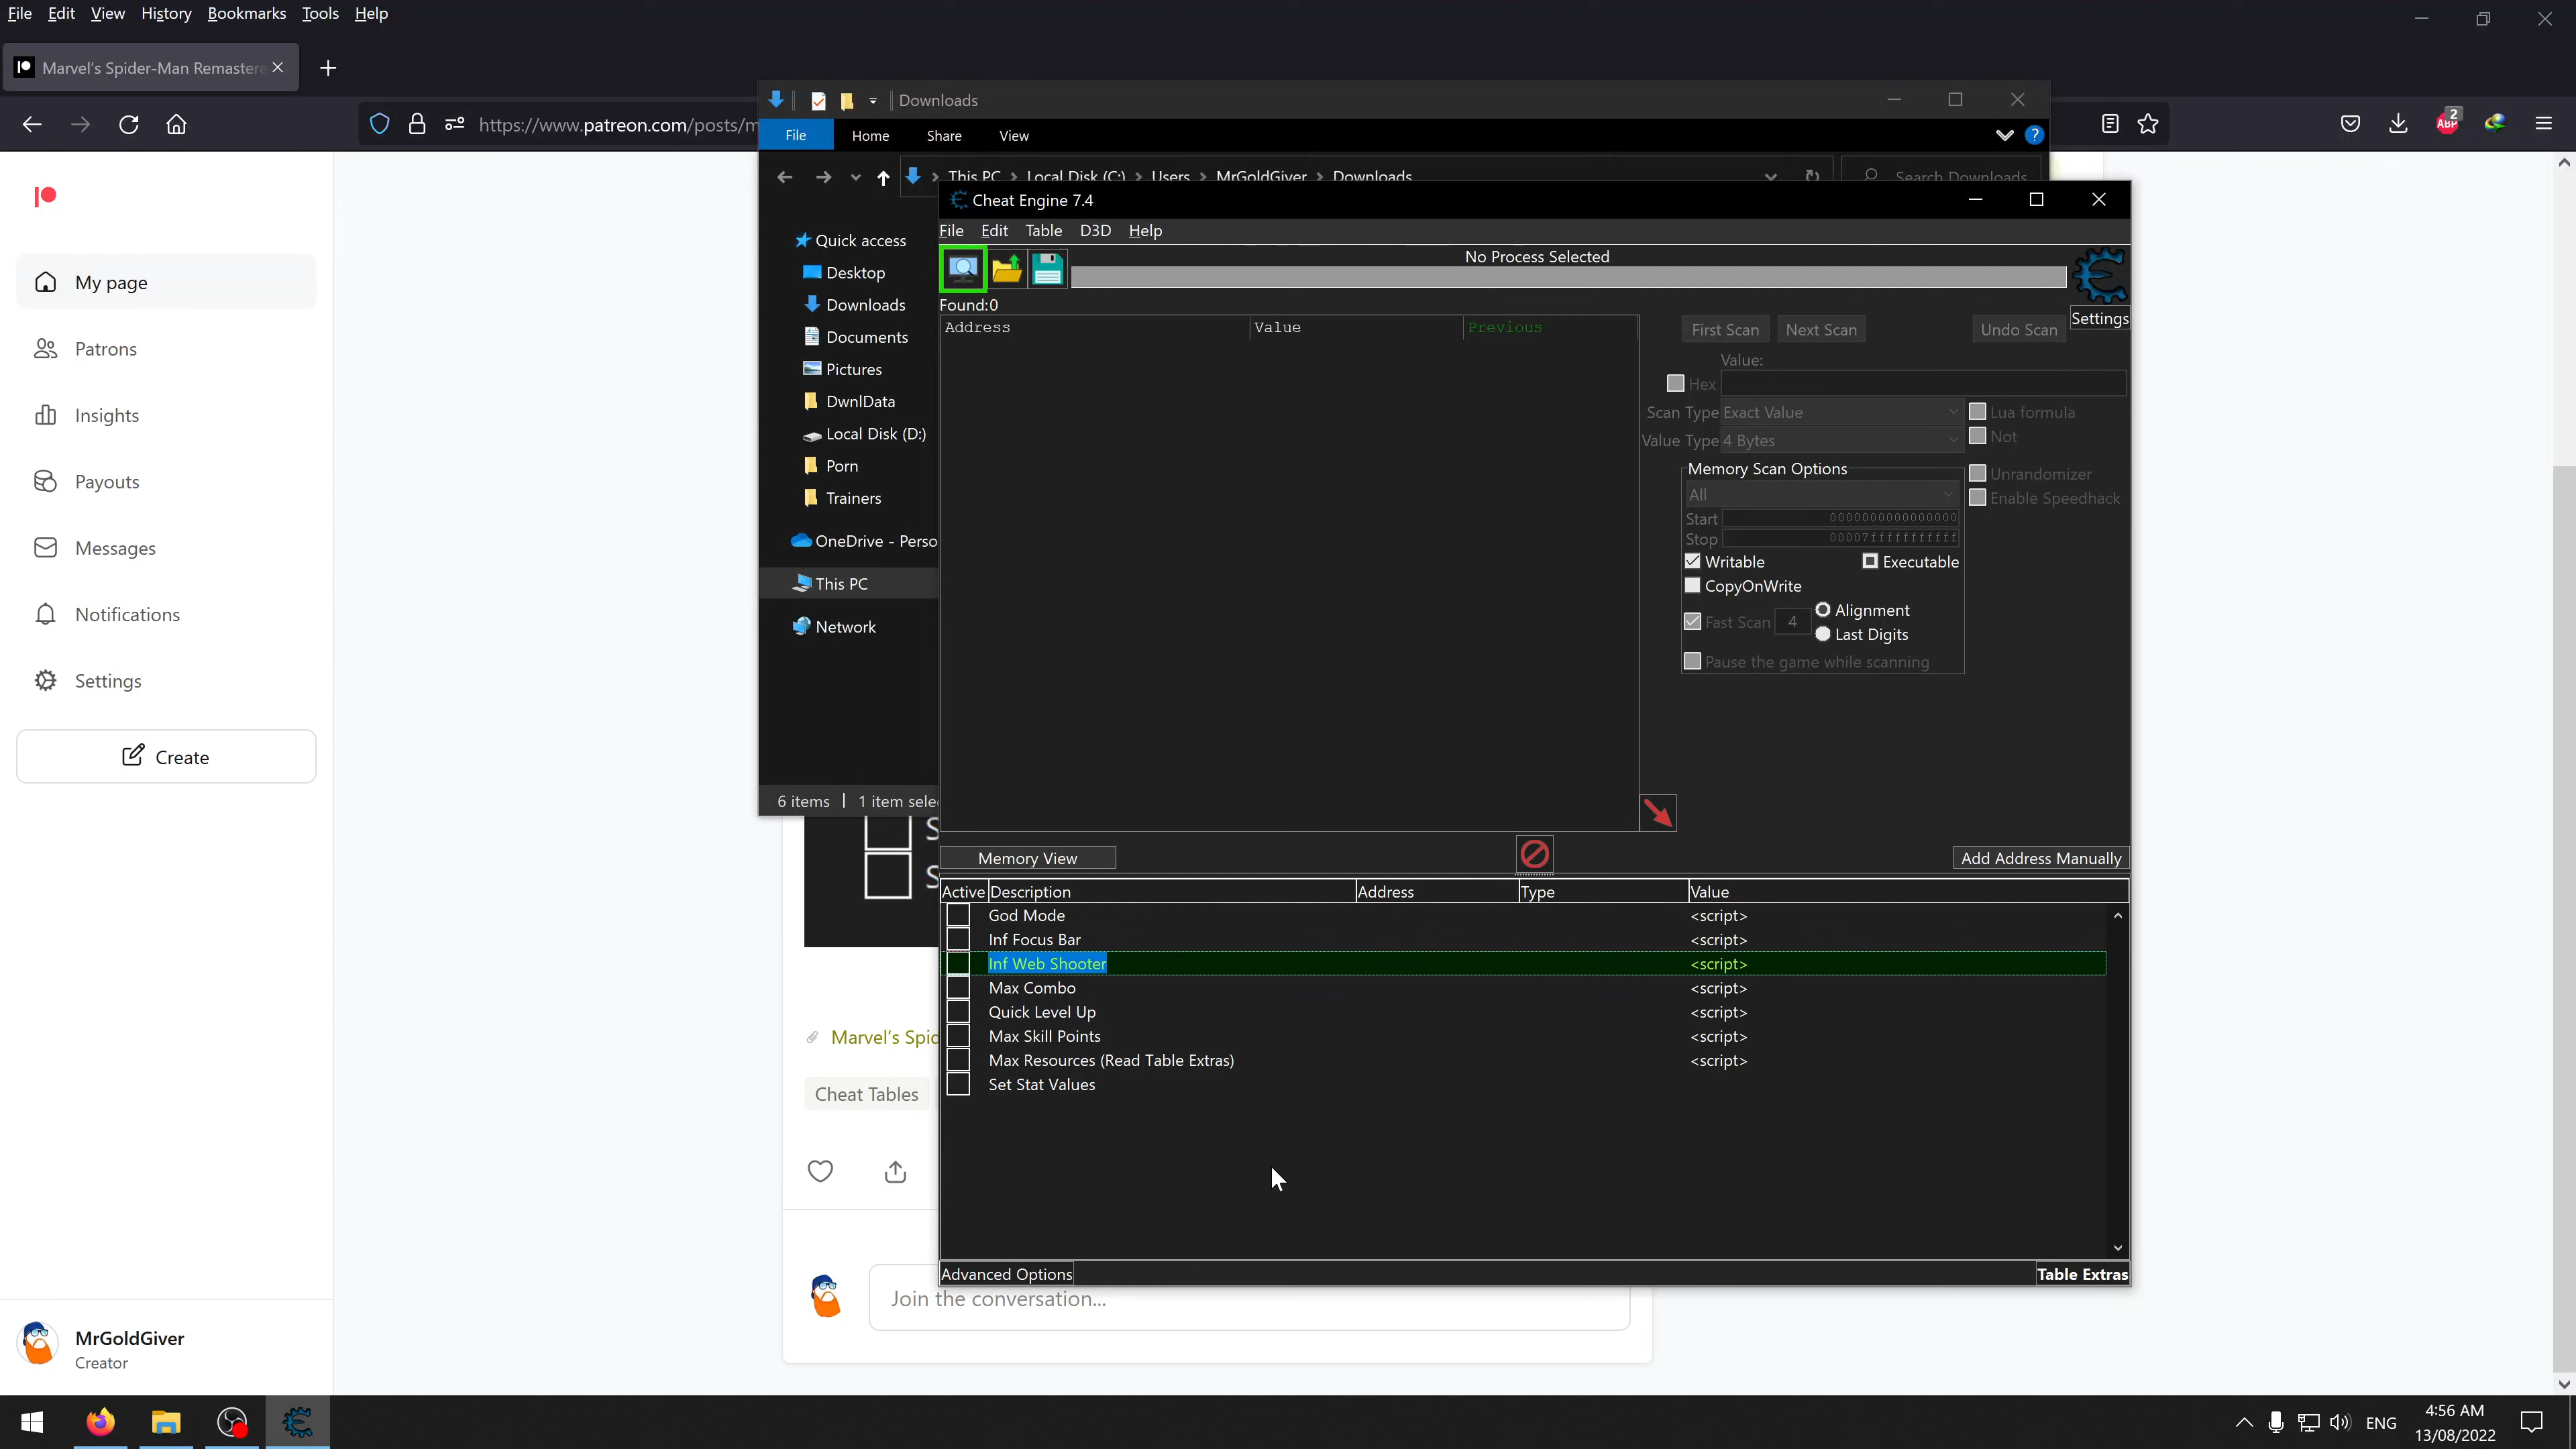 File Edit View History Bookmarks Tools Help
Marvel's Spider-Man Remastere
https://www.patreon.com/posts/m
My page
Patrons
Insights
Payouts
Messages
Notifications
Settings
Create
MrGoldGiver
Creator
Downloads
File Home Share View
This PC > Local Disk (C:) > Users > MrGoldGiver > Downloads
Search Downloads
Quick access
Desktop
Downloads
Documents
Pictures
DwnlData
Local Disk (D:)
Porn
Trainers
OneDrive - Perso
This PC
Network
6 items | 1 item sele
S
S
Marvel's Spid
Cheat Tables
Join the conversation...
Cheat Engine 7.4
File Edit Table D3D Help
No Process Selected
Found:0
Address Value Previous
Settings
First Scan Next Scan Undo Scan
Value:
Hex
Scan Type Exact Value Lua formula
Value Type 4 Bytes Not
Memory Scan Options
All
Unrandomizer
Enable Speedhack
Start 0000000000000000
Stop 00007fffffffffff
Writable Executable
CopyOnWrite
Fast Scan 4 Alignment
Last Digits
Pause the game while scanning
Memory View Add Address Manually
Active Description Address Type Value
God Mode <script>
Inf Focus Bar <script>
Inf Web Shooter <script>
Max Combo <script>
Quick Level Up <script>
Max Skill Points <script>
Max Resources (Read Table Extras) <script>
Set Stat Values
Advanced Options Table Extras
ABP 2
ENG
4:56 AM
13/08/2022